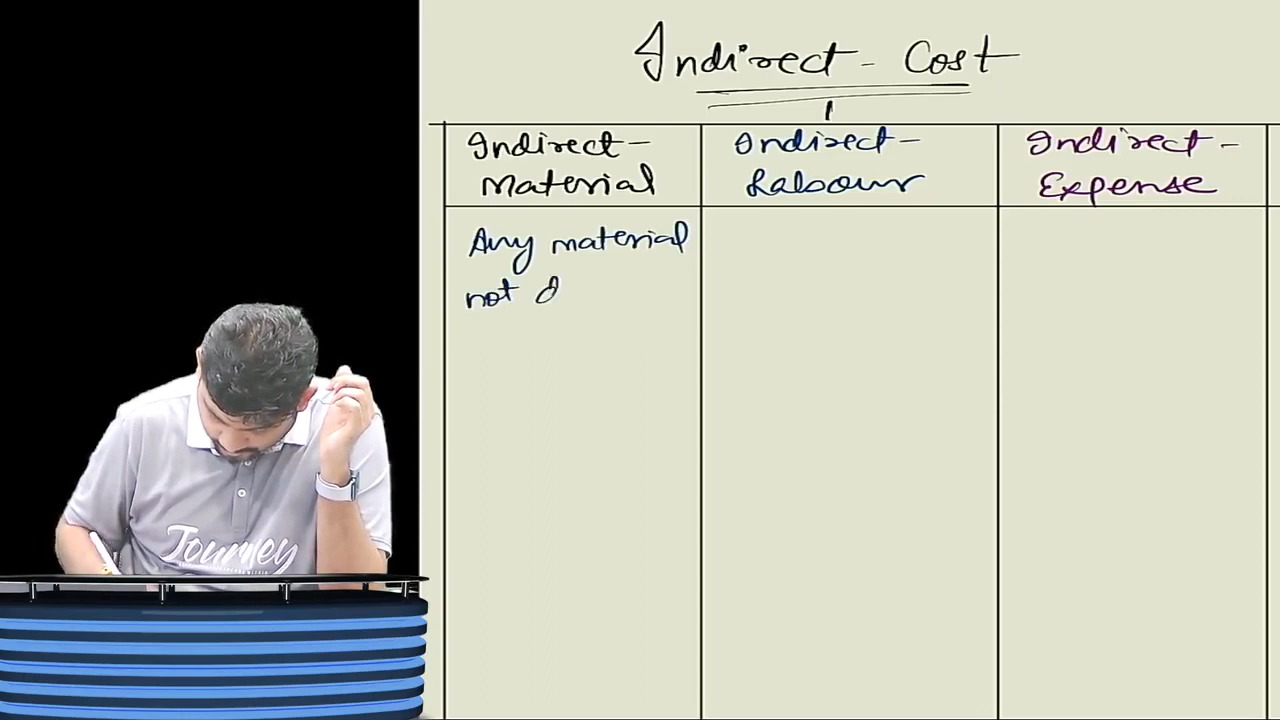 Indirect - Cost
Indirect -
Material
Indirect -
Labour
Indirect -
Expense
Any material
not d
Journey